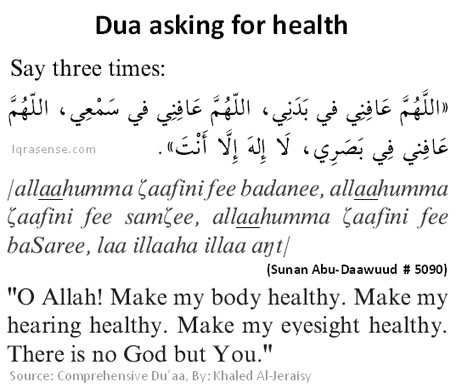 Dua asking for health
Say three times:
«اللَّهُمَّ عَافِنِي في بَدَنِي، اللّهُمَّ عَافِنِي في سَمْعِي، اللّهُمَّ
عَافِنِي فِي بَصَرِي، لَا إِلهَ إِلَّا أَنْتَ».
Iqrasense.com
/allaahumma ζaafini fee badanee, allaahumma
ζaafini fee samζee, allaahumma ζaafini fee
baSaree, laa illaaha illaa aŋt/
(Sunan Abu-Daawuud # 5090)
"O Allah! Make my body healthy. Make my
hearing healthy. Make my eyesight healthy.
There is no God but You."
Source: Comprehensive Du'aa, By: Khaled Al-Jeraisy